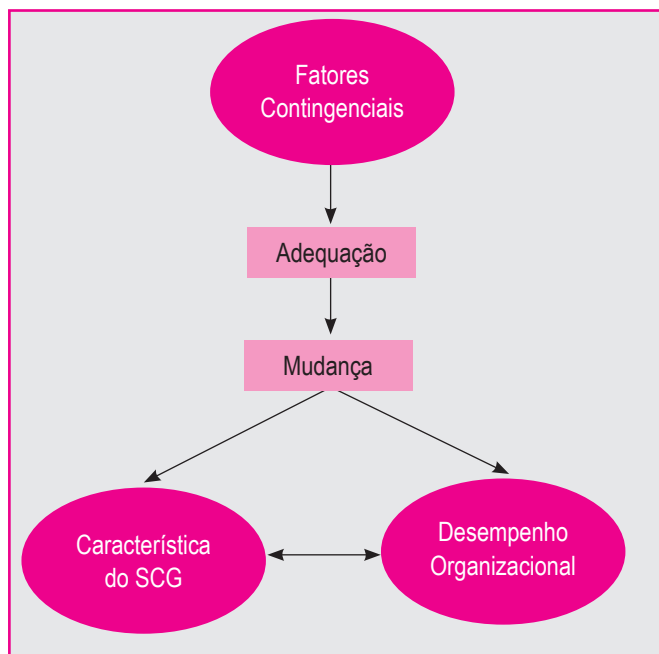 Fatores
Contingenciais
Adequação
Mudança
Característica
do SCG
Desempenho
Organizacional